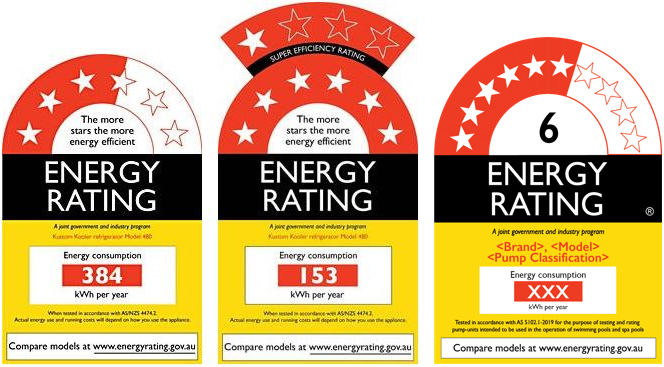 The more
stars the more
energy efficient
ENERGY
RATING
A joint government and industry program
Kustom Kooler refrigerator Model 480
Energy consumption
384
kWh per year
When tested in accordance with AS/NZS 4474.2.
Actual energy use and running costs will depend on how you use the appliance.
Compare models at www.energyrating.gov.au
SUPER EFFICIENCY RATING
The more
stars the more
energy efficient
ENERGY
RATING
A joint government and industry program
Kustom Kooler refrigerator Model 480
Energy consumption
153
kWh per year
When tested in accordance with AS/NZS 4474.2.
Actual energy use and running costs will depend on how you use the appliance.
Compare models at www.energyrating.gov.au
6
ENERGY
RATING ®
A joint government and industry program
<Brand>, <Model>
<Pump Classification>
Energy consumption
XXX
kWh per year
Tested in accordance with AS 5102.1-2019 for the purpose of testing and rating
pump-units intended to be used in the operation of swimming pools and spa pools
Compare models at www.energyrating.gov.au